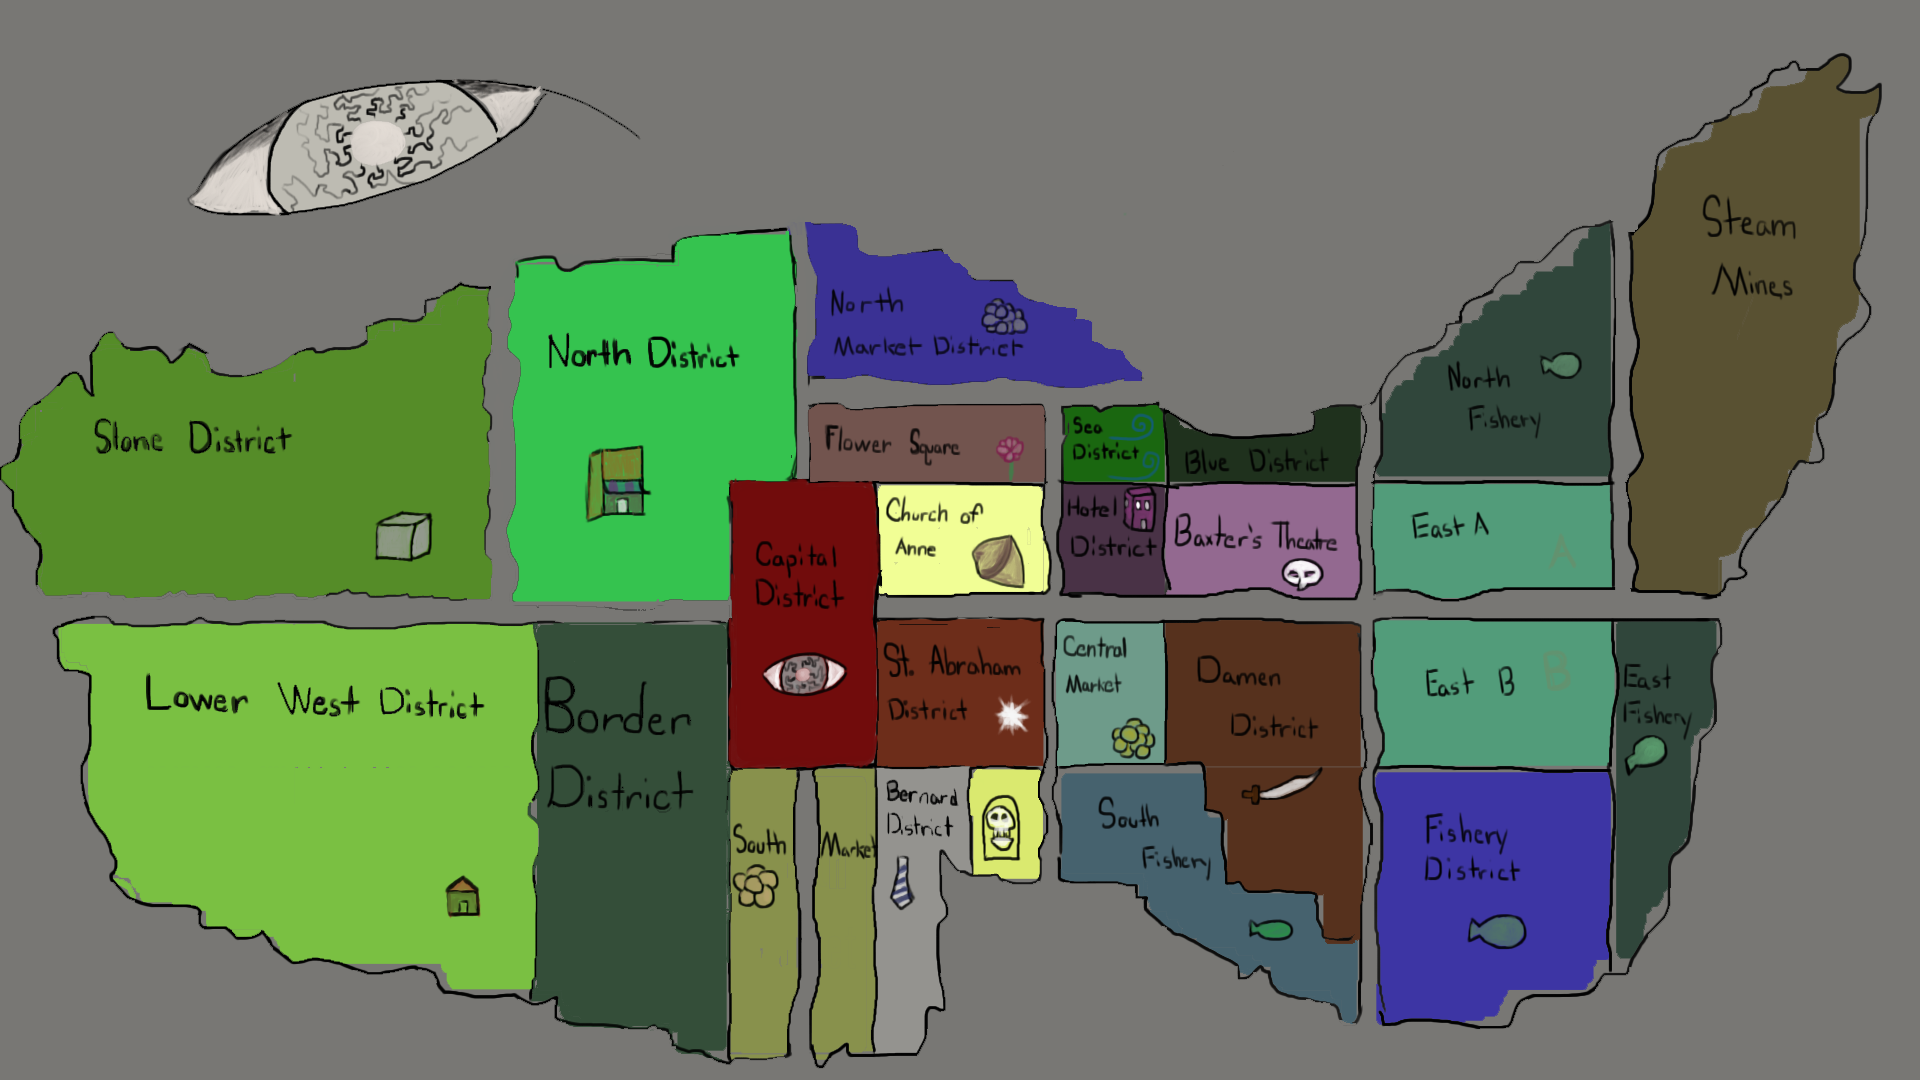 Slone District
North District
North
Market District
Flower Square
Sea
District
Blue District
North
Fishery
Steam
Mines
Capital
District
Church of
Anne
Hotel
District
Baxter's Theatre
East A
A
Lower West District
Border
District
St. Abraham
District
Central
Market
Damen
District
East B
B
East
Fishery
South Market
Bernard
District
South
Fishery
Fishery
District